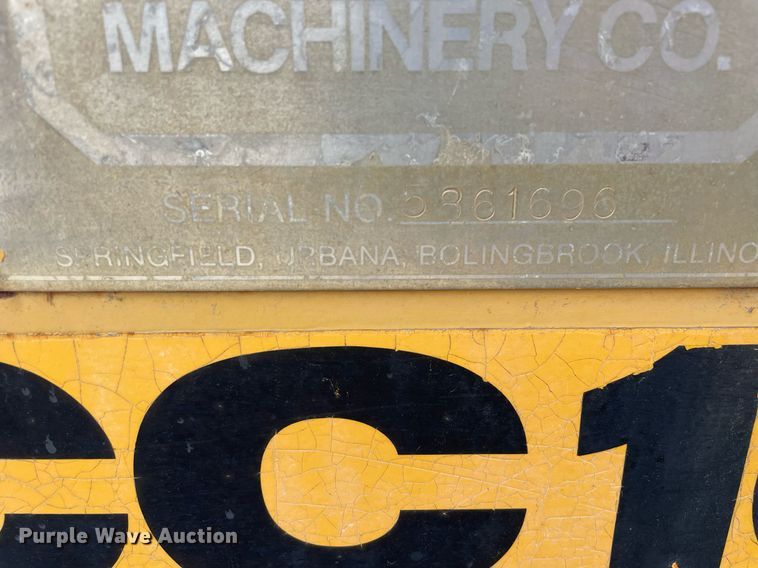 MACHINERY CO.
SERIAL NO. 5861696
SPRINGFIELD, URBANA, BOLINGBROOK, ILLINO
CC1
Purple Wave Auction